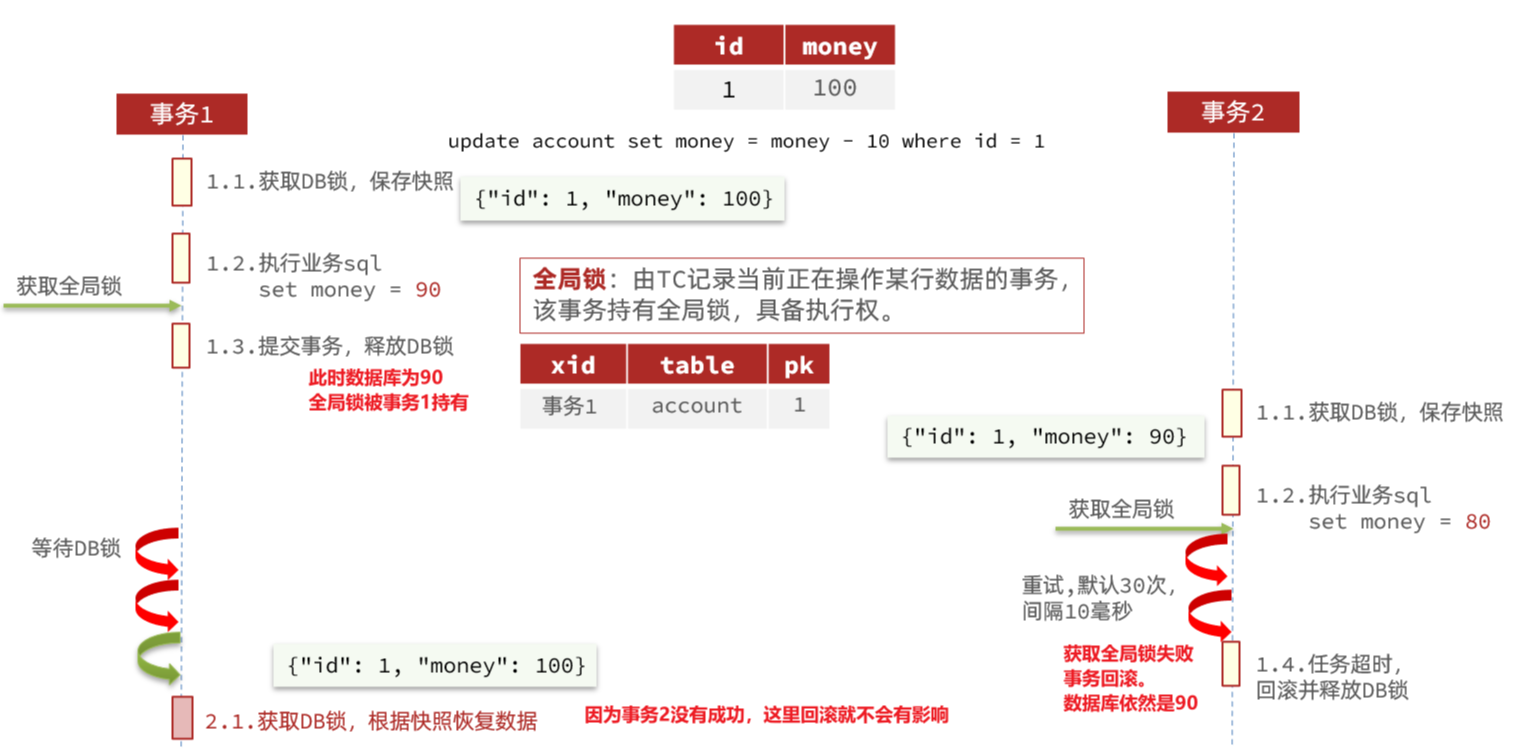 id money
1 100
事务1
事务2
update account set money = money - 10 where id = 1
1.1.获取DB锁，保存快照
{"id": 1, "money": 100}
1.2.执行业务sql
set money = 90
获取全局锁
全局锁：由TC记录当前正在操作某行数据的事务，
该事务持有全局锁，具备执行权。
1.3.提交事务，释放DB锁
此时数据库为90
全局锁被事务1持有
xid table pk
事务1 account 1
1.1.获取DB锁，保存快照
{"id": 1, "money": 90}
1.2.执行业务sql
set money = 80
获取全局锁
等待DB锁
重试,默认30次，
间隔10毫秒
获取全局锁失败
事务回滚。
数据库依然是90
1.4.任务超时，
回滚并释放DB锁
{"id": 1, "money": 100}
2.1.获取DB锁，根据快照恢复数据
因为事务2没有成功，这里回滚就不会有影响